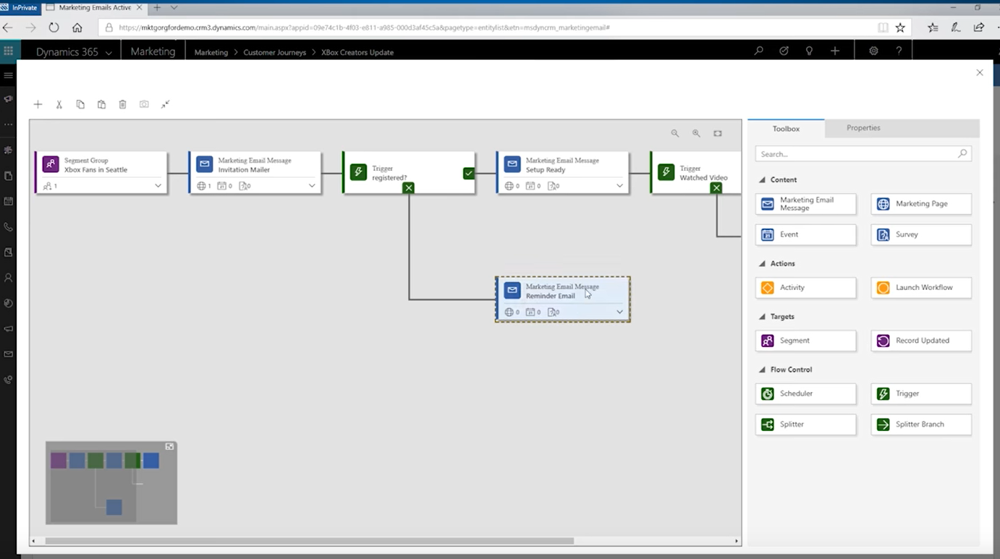 InPrivate
Marketing Emails Active
https://mktgorgfordemo.crm3.dynamics.com/main.aspx?appid=09e74c1b-4f03-e811-a985-000d3af45c5a&pagetype=entitylist&etn=msdyncrm_marketingemail#
Dynamics 365
Marketing
Marketing > Customer Journeys > XBox Creators Update
Segment Group
Xbox Fans in Seattle
1
Marketing Email Message
Invitation Mailer
1 0 0
Trigger
registered?
Marketing Email Message
Setup Ready
0 0 0
Trigger
Watched Video
Marketing Email Message
Reminder Email
0 0 0
Toolbox
Properties
Search...
Content
Marketing Email
Message
Marketing Page
Event
Survey
Actions
Activity
Launch Workflow
Targets
Segment
Record Updated
Flow Control
Scheduler
Trigger
Splitter
Splitter Branch